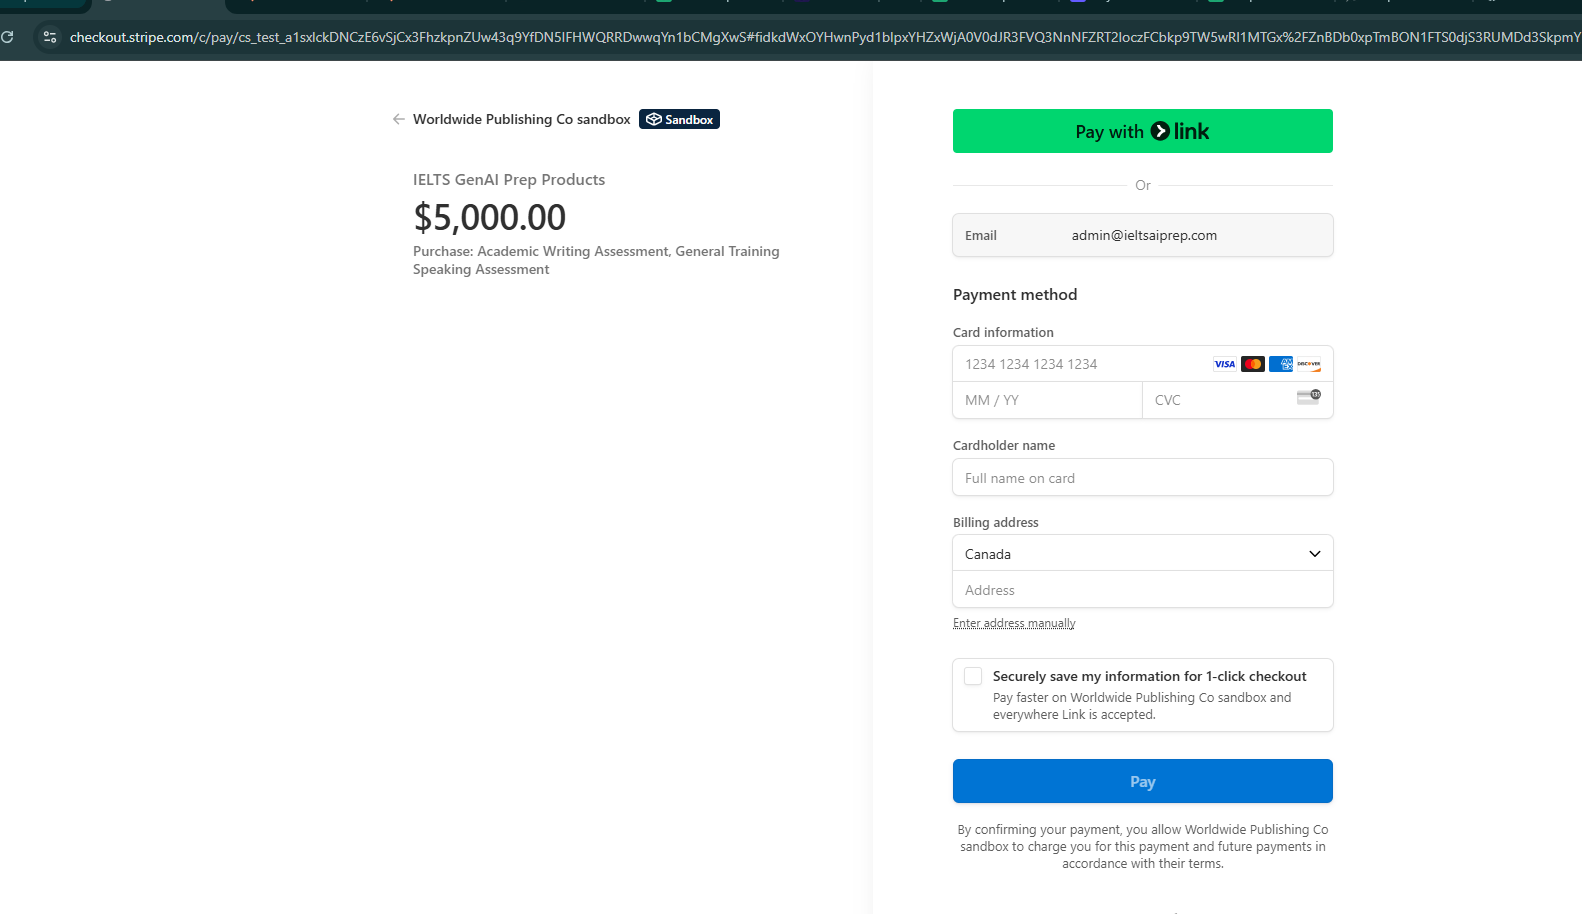 checkout.stripe.com/c/pay/cs_test_a1sxlckDNCzE6vSjCx3FhzkpnZUw43q9YfDN5IFHWQRRDwwqYn1bCMgXwS#fidkdWxOYHwnPyd1blpxYHZxWjA0V0dJR3FVQ3NnNFZRT2loczFCbkp9TW5wRl1MTGx%2FZnBDb0xpTmBON1FTS0djS3RUMDd3SkpmY
Worldwide Publishing Co sandbox Sandbox
IELTS GenAI Prep Products
$5,000.00
Purchase: Academic Writing Assessment, General Training
Speaking Assessment
Pay with link
Or
Email admin@ieltsaiprep.com
Payment method
Card information
1234 1234 1234 1234 VISA AMEX DISCOVER
MM / YY CVC
Cardholder name
Full name on card
Billing address
Canada
Address
Enter address manually
Securely save my information for 1-click checkout
Pay faster on Worldwide Publishing Co sandbox and
everywhere Link is accepted.
Pay
By confirming your payment, you allow Worldwide Publishing Co
sandbox to charge you for this payment and future payments in
accordance with their terms.